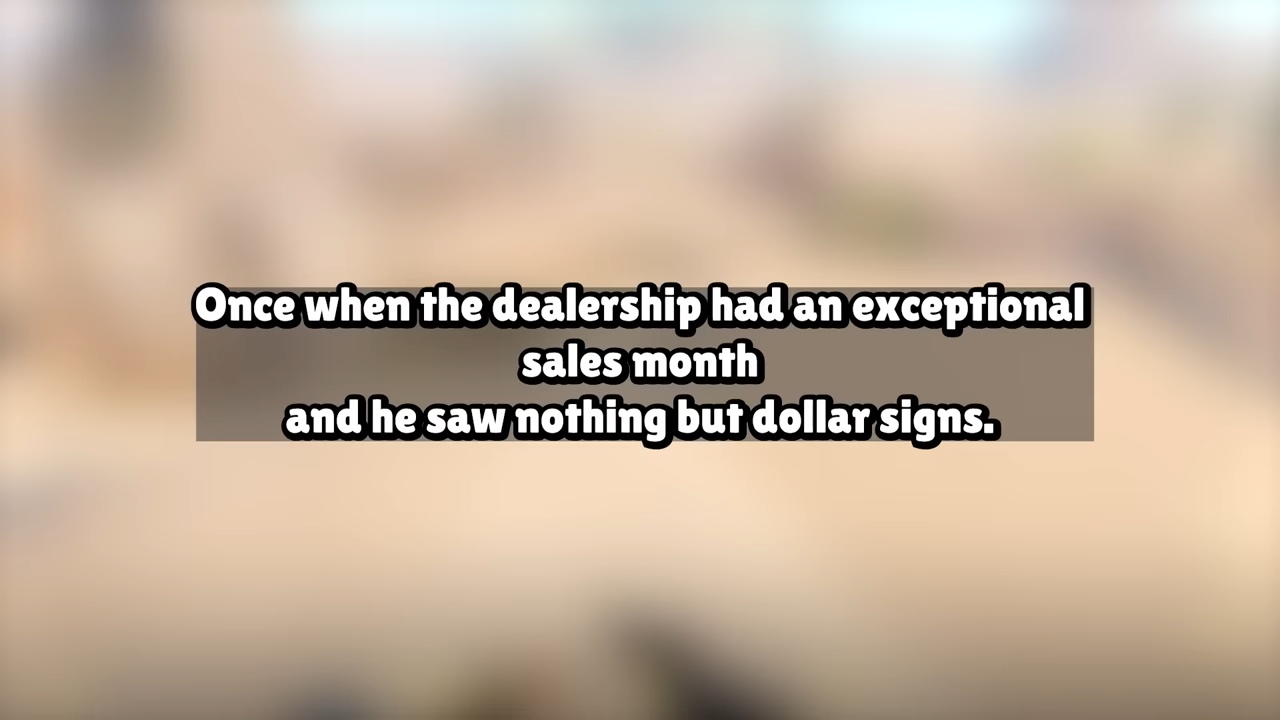 Once when the dealership had an exceptional
sales month
and he saw nothing but dollar signs.